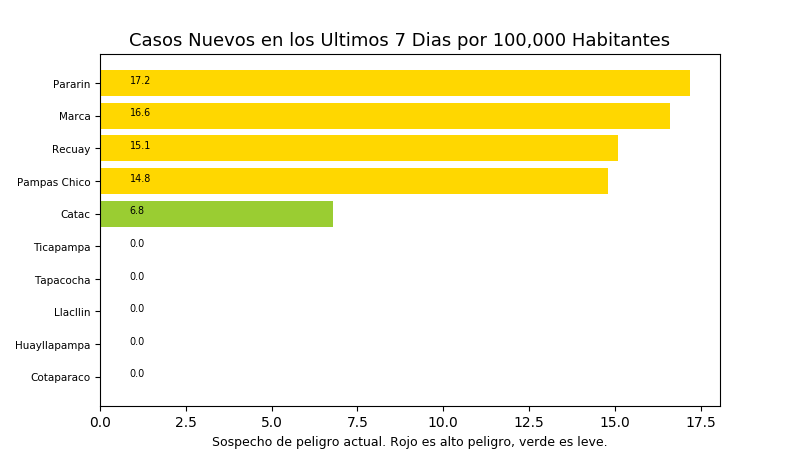 Casos Nuevos en los Ultimos 7 Dias por 100,000 Habitantes
Pararin 17.2
Marca 16.6
Recuay 15.1
Pampas Chico 14.8
Catac 6.8
Ticapampa 0.0
Tapacocha 0.0
Llacllin 0.0
Huayllapampa 0.0
Cotaparaco 0.0
0.0 2.5 5.0 7.5 10.0 12.5 15.0 17.5
Sospecho de peligro actual. Rojo es alto peligro, verde es leve.